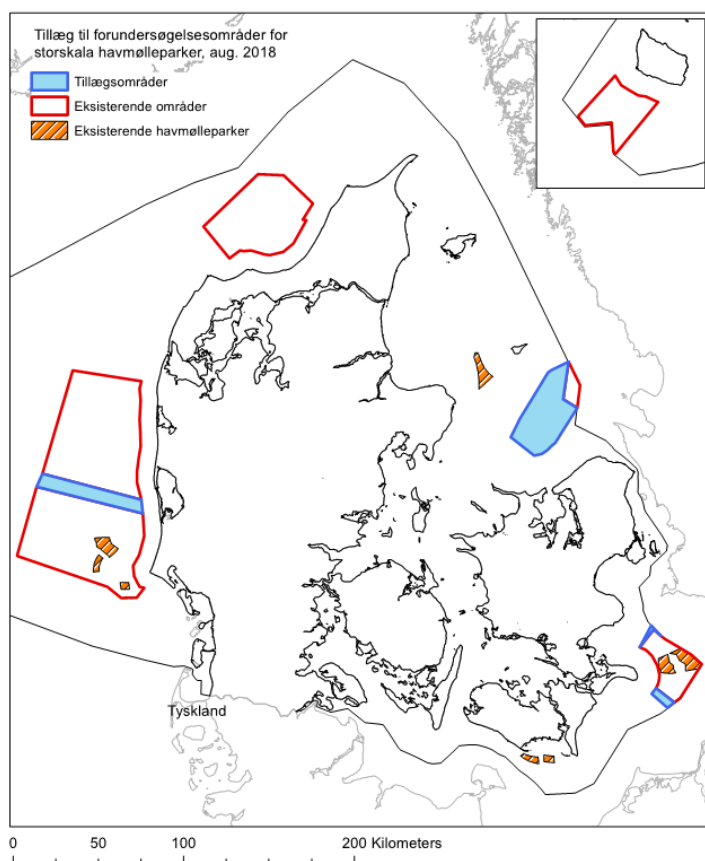 Tillæg til forundersøgelsesområder for
storskala havmølleparker, aug. 2018
Tillægsområder
Eksisterende områder
Eksisterende havmølleparker
Tyskland
0 50 100 200 Kilometers